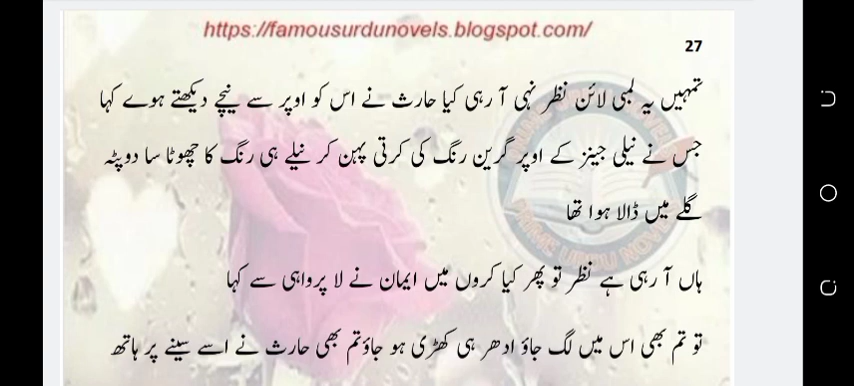 https://famousurdunovels.blogspot.com/
27
تمہیں یہ لمبی لائن نظر نہی آ رہی کیا حارث نے اس کو اوپر سے نیچے دیکھتے ہوے کہا
جس نے نیلی جینز کے اوپر گرین رنگ کی کرتی پہن کر نیلے ہی رنگ کا چھوٹا سا دوپٹہ
گلے میں ڈالا ہوا تھا
ہاں آ رہی ہے نظر تو پھر کیا کروں میں ایمان نے لا پرواہی سے کہا
تو تم بھی اس میں لگ جاؤ ادھر ہی کھڑی ہو جاؤتم بھی حارث نے اسے سینے پر ہاتھ